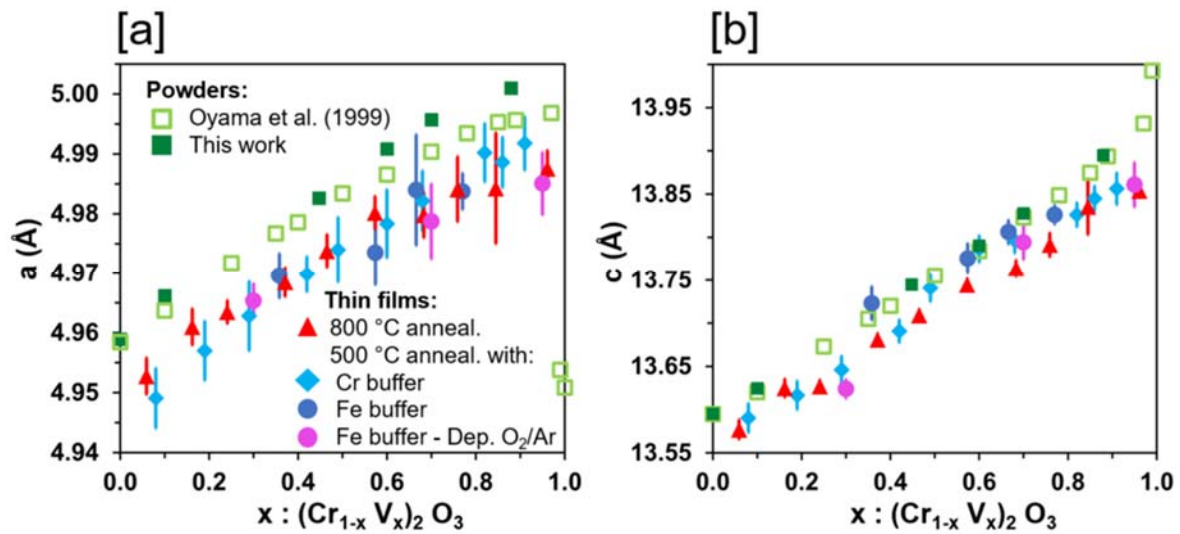 [a]
[b]
a (Å)
5.00
4.99
4.98
4.97
4.96
4.95
4.94
Powders:
Oyama et al. (1999)
This work
Thin films:
800 °C anneal.
500 °C anneal. with:
Cr buffer
Fe buffer
Fe buffer - Dep. O₂/Ar
0.0 0.2 0.4 0.6 0.8 1.0
x : (Cr₁₋ₓ Vₓ)₂ O₃
c (Å)
13.95
13.85
13.75
13.65
13.55
0.0 0.2 0.4 0.6 0.8 1.0
x : (Cr₁₋ₓ Vₓ)₂ O₃